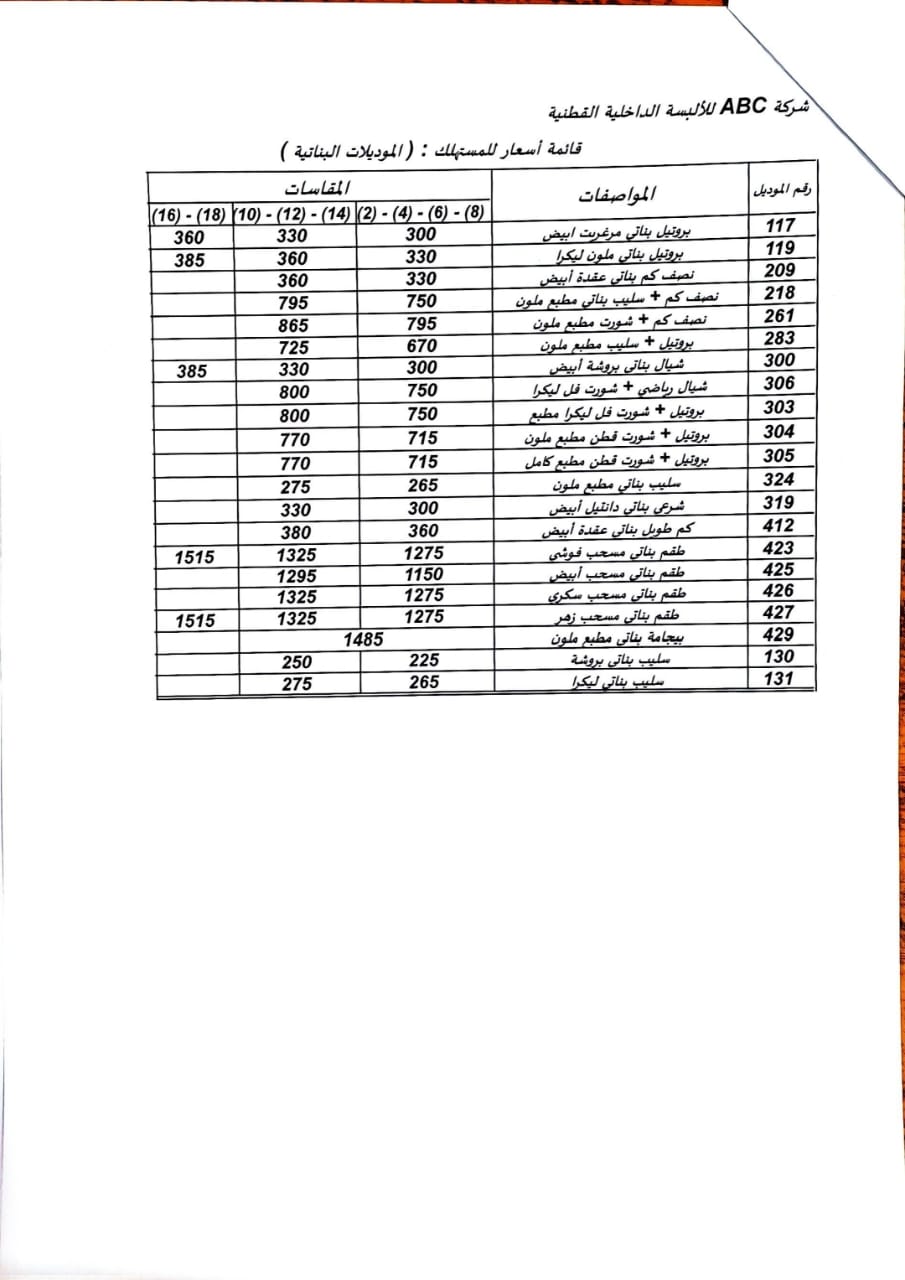 شركة ABC للألبسة الداخلية القطنية
قائمة أسعار للمستهلك : ( الموديلات البناتية )
رقم الموديل المواصفات المقاسات
(2) - (4) - (6) - (8) (10) - (12) - (14) (16) - (18)
117 بروتيل بناتي مرغريت ابيض 300 330 360
119 بروتيل بناتي ملون ليكرا 330 360 385
209 نصف كم بناتي عقدة أبيض 330 360
218 نصف كم + سليب بناتي مطبع ملون 750 795
261 نصف كم + شورت مطبع ملون 795 865
283 بروتيل + سليب مطبع ملون 670 725
300 شيال بناتي بروشة أبيض 300 330 385
306 شيال رياضي + شورت فل ليكرا 750 800
303 بروتيل + شورت فل ليكرا مطبع 750 800
304 بروتيل + شورت قطن مطبع ملون 715 770
305 بروتيل + شورت قطن مطبع كامل 715 770
324 سليب بناتي مطبع ملون 265 275
319 شرعي بناتي دانتيل أبيض 300 330
412 كم طويل بناتي عقدة أبيض 360 380
423 طقم بناتي مسحب فوشي 1275 1325 1515
425 طقم بناتي مسحب أبيض 1150 1295
426 طقم بناتي مسحب سكري 1275 1325
427 طقم بناتي مسحب زهر 1275 1325 1515
429 بيجامة بناتي مطبع ملون 1485
130 سليب بناتي بروشة 225 250
131 سليب بناتي ليكرا 265 275